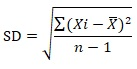 SD = √(∑(Xi − X̄)² / (n − 1))